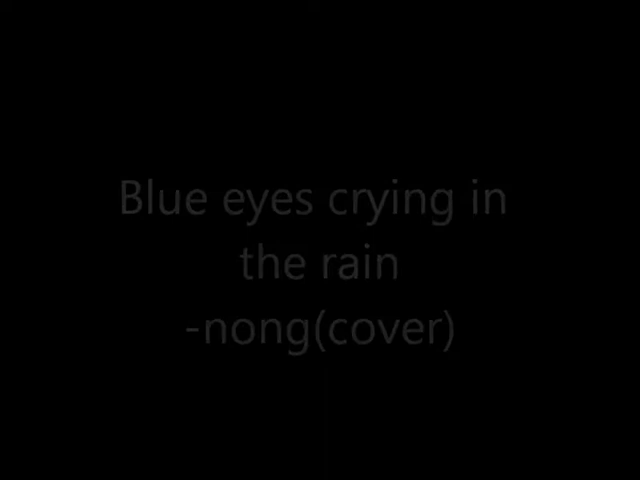 Blue eyes crying in
the rain
-nong(cover)